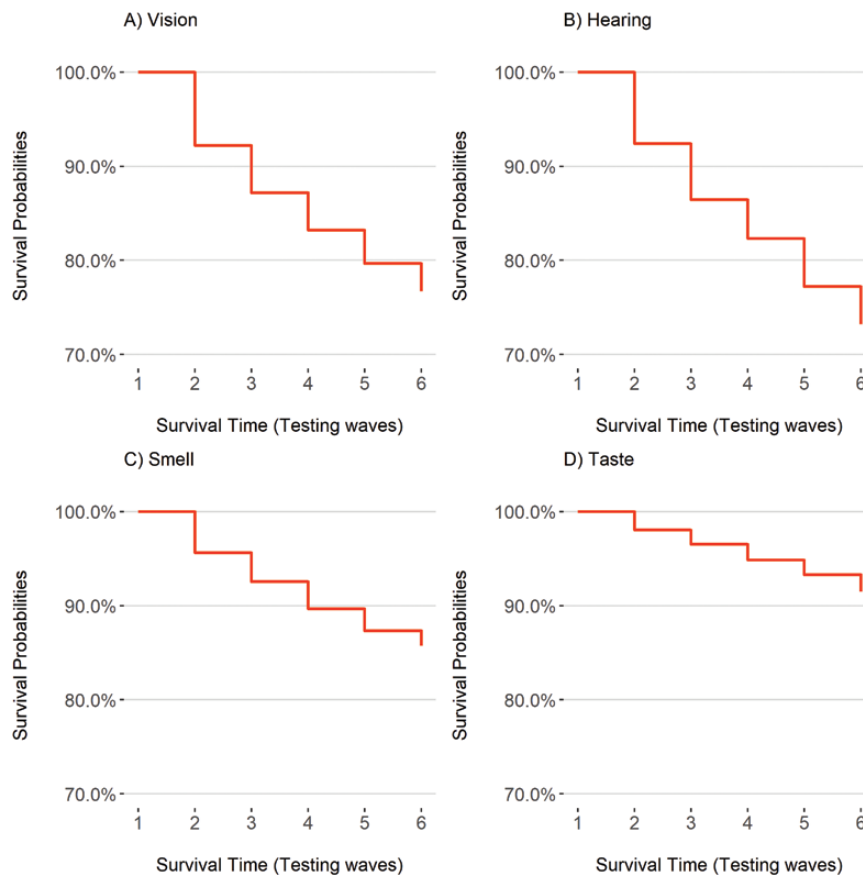 A) Vision
Survival Probabilities
100.0%
90.0%
80.0%
70.0%
1 2 3 4 5 6
Survival Time (Testing waves)
B) Hearing
Survival Probabilities
100.0%
90.0%
80.0%
70.0%
1 2 3 4 5 6
Survival Time (Testing waves)
C) Smell
Survival Probabilities
100.0%
90.0%
80.0%
70.0%
1 2 3 4 5 6
Survival Time (Testing waves)
D) Taste
Survival Probabilities
100.0%
90.0%
80.0%
70.0%
1 2 3 4 5 6
Survival Time (Testing waves)